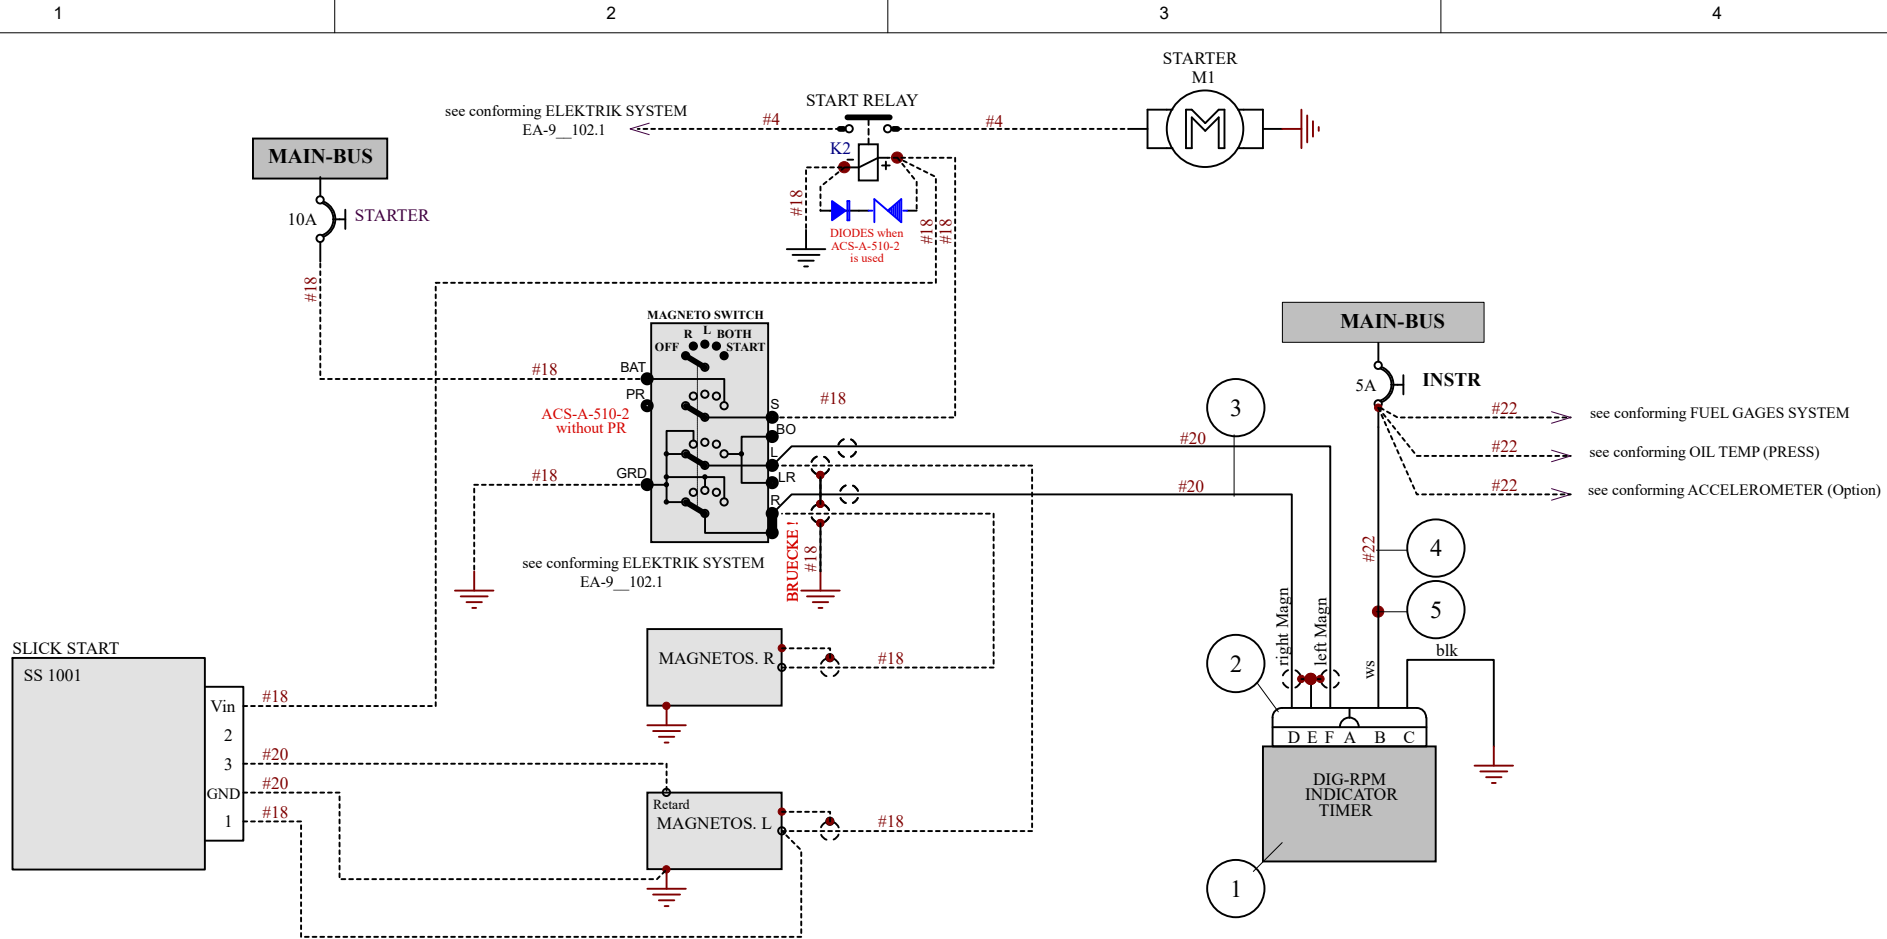 1
2
3
4
STARTER
M1
START RELAY
see conforming ELEKTRIK SYSTEM
EA-9__102.1
#4
#4
K2
-
+
#18
#18
#18
DIODES when
ACS-A-510-2
is used
MAIN-BUS
10A
STARTER
#18
MAGNETO SWITCH
R
L
BOTH
OFF
START
BAT
#18
PR
ACS-A-510-2
without PR
GRD
#18
S
#18
BO
L
LR
R
BRUECKE !
#18
see conforming ELEKTRIK SYSTEM
EA-9__102.1
3
#20
#20
MAIN-BUS
5A
INSTR
#22
see conforming FUEL GAGES SYSTEM
#22
see conforming OIL TEMP (PRESS)
#22
see conforming ACCELEROMETER (Option)
#22
4
5
right Magn
left Magn
ws
blk
2
D E F A B C
DIG-RPM
INDICATOR
TIMER
1
SLICK START
SS 1001
Vin
#18
2
3
#20
GND
#20
1
#18
MAGNETOS. R
#18
Retard
MAGNETOS. L
#18